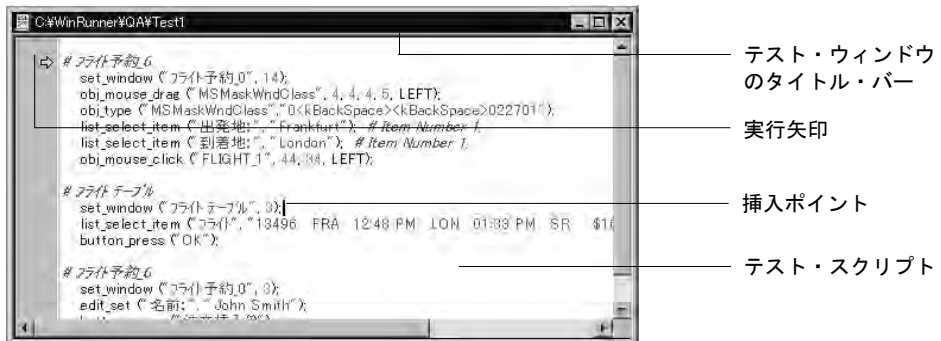 C:¥WinRunner¥QA¥Test1
# フライト予約_6
set_window ("フライト予約_0", 14);
obj_mouse_drag ("MSMaskWndClass", 4, 4, 4, 5, LEFT);
obj_type ("MSMaskWndClass","0<kBackSpace><kBackSpace>022701");
list_select_item ("出発地:", "Frankfurt"); # Item Number 1;
list_select_item ("到着地:", "London"); # Item Number 1;
obj_mouse_click ("FLIGHT_1", 44, 34, LEFT);
# フライト テーブル
set_window ("フライト テーブル", 3);
list_select_item ("フライト", "13496 FRA 12:48 PM LON 01:33 PM SR
button_press ("OK");
# フライト予約_6
set_window ("フライト予約_0", 3);
edit_set ("名前:", "John Smith");
テスト・ウィンドウ
のタイトル・バー
実行矢印
挿入ポイント
テスト・スクリプト